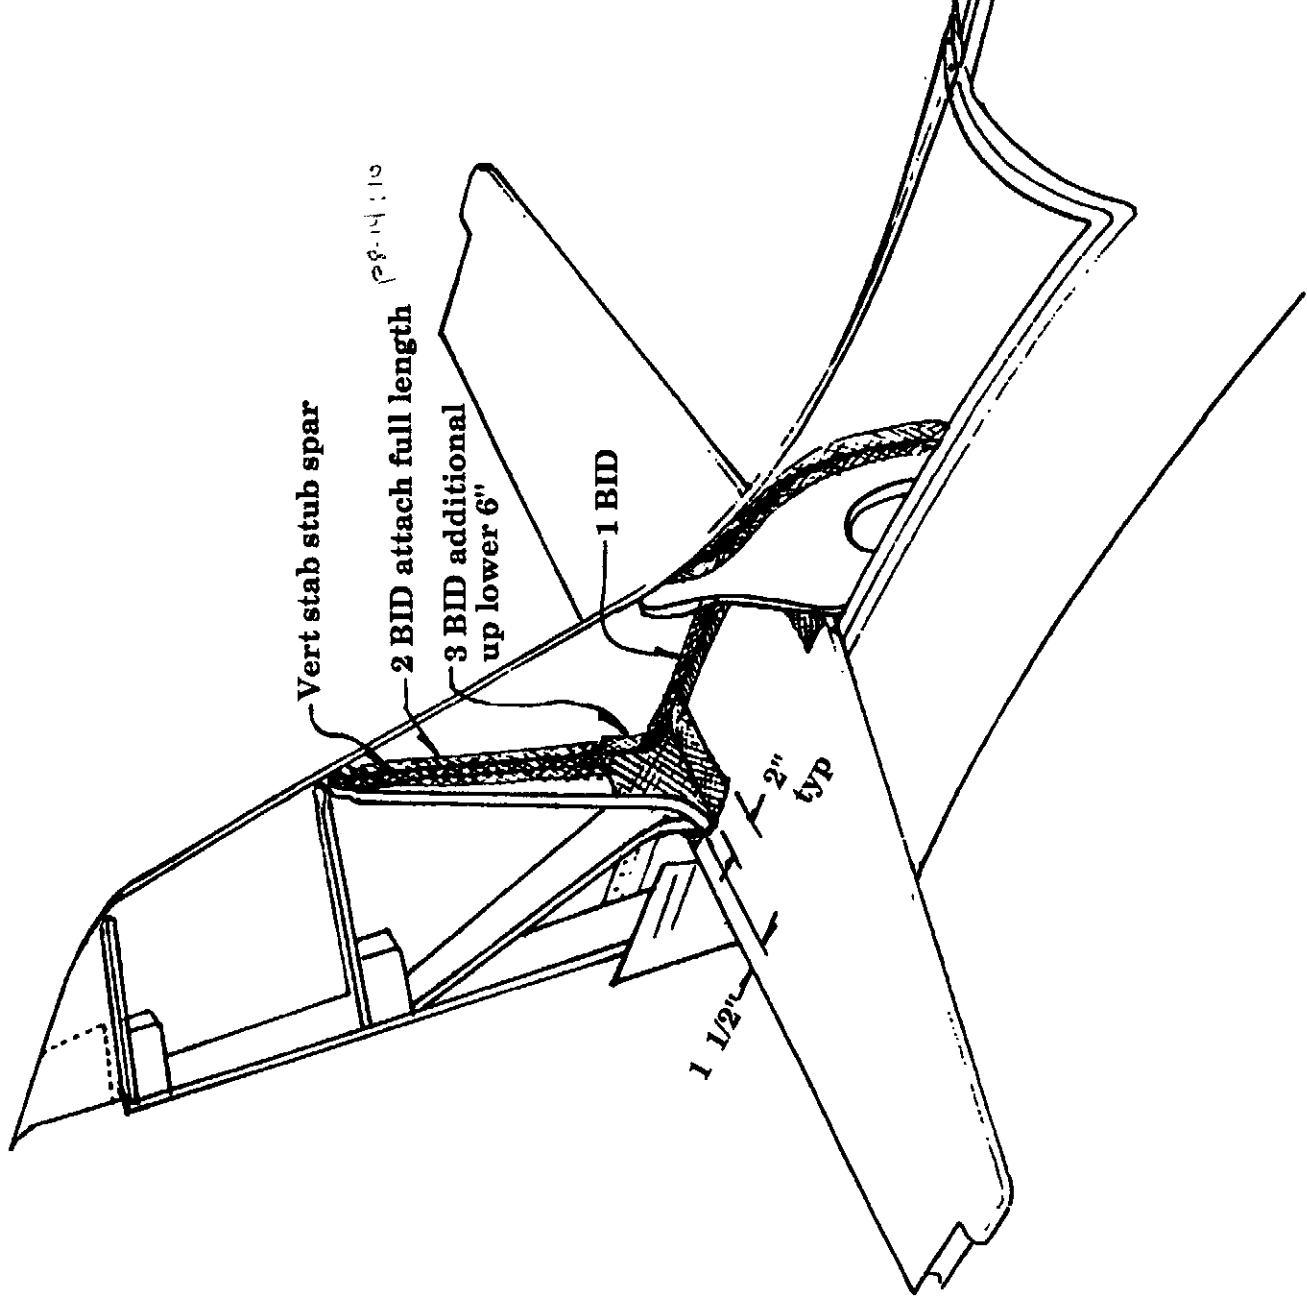 Vert stab stub spar
2 BID attach full length
3 BID additional
up lower 6"
1 BID
2"
typ
1 1/2"